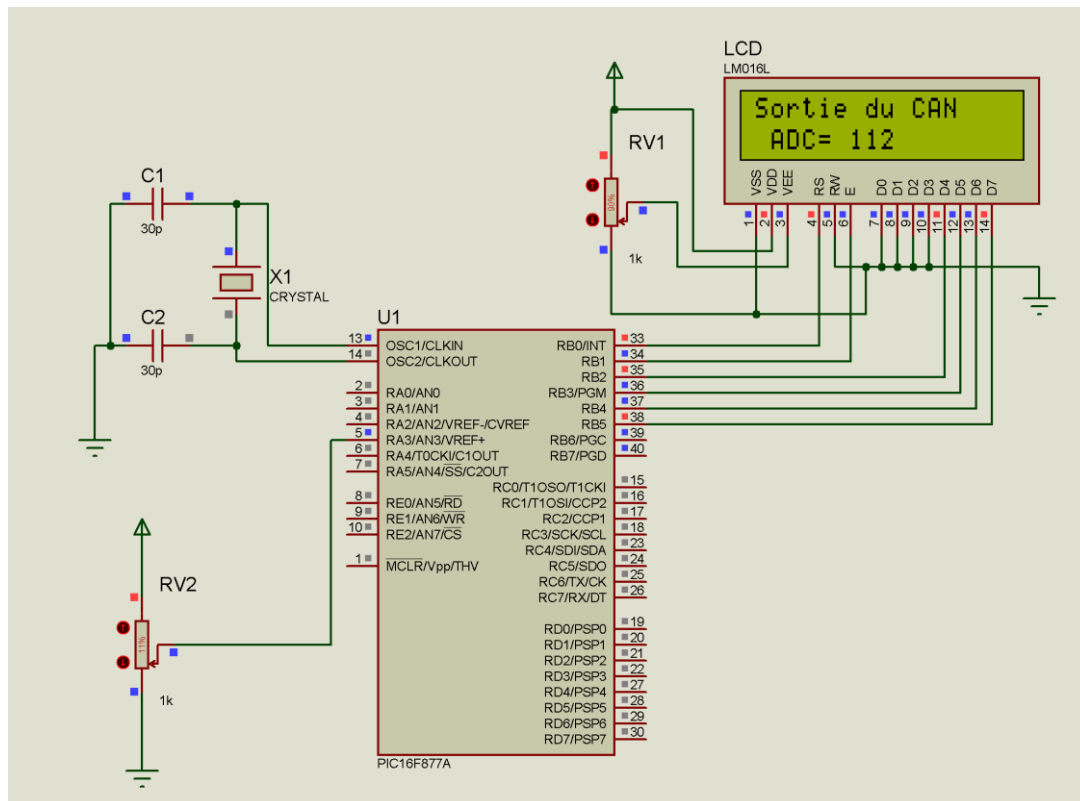 LCD
LM016L
Sortie du CAN
ADC= 112
VSS
VDD
VEE
RS
RW
E
D0
D1
D2
D3
D4
D5
D6
D7
1
2
3
4
5
6
7
8
9
10
11
12
13
14
RV1
90%
1k
C1
30p
X1
CRYSTAL
C2
30p
U1
13 OSC1/CLKIN
14 OSC2/CLKOUT
2 RA0/AN0
3 RA1/AN1
4 RA2/AN2/VREF-/CVREF
5 RA3/AN3/VREF+
6 RA4/T0CKI/C1OUT
7 RA5/AN4/SS/C2OUT
8 RE0/AN5/RD
9 RE1/AN6/WR
10 RE2/AN7/CS
1 MCLR/Vpp/THV
RB0/INT 33
RB1 34
RB2 35
RB3/PGM 36
RB4 37
RB5 38
RB6/PGC 39
RB7/PGD 40
RC0/T1OSO/T1CKI 15
RC1/T1OSI/CCP2 16
RC2/CCP1 17
RC3/SCK/SCL 18
RC4/SDI/SDA 23
RC5/SDO 24
RC6/TX/CK 25
RC7/RX/DT 26
RD0/PSP0 19
RD1/PSP1 20
RD2/PSP2 21
RD3/PSP3 22
RD4/PSP4 27
RD5/PSP5 28
RD6/PSP6 29
RD7/PSP7 30
PIC16F877A
RV2
11%
1k